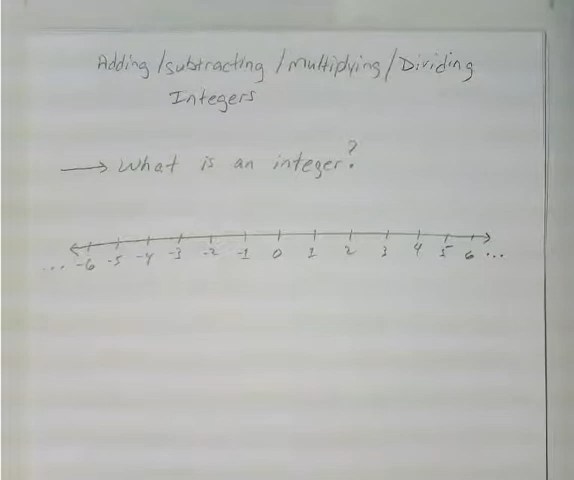 Adding/subtracting/multiplying/Dividing
Integers
→ What is an integer?
... -6 -5 -4 -3 -2 -1 0 1 2 3 4 5 6 ...